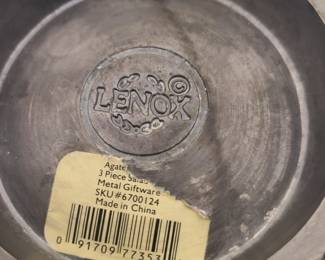 ©
LENOX
Agate
3 Piece Salad
Metal Giftware
SKU #6700124
Made in China
0 91709 77353